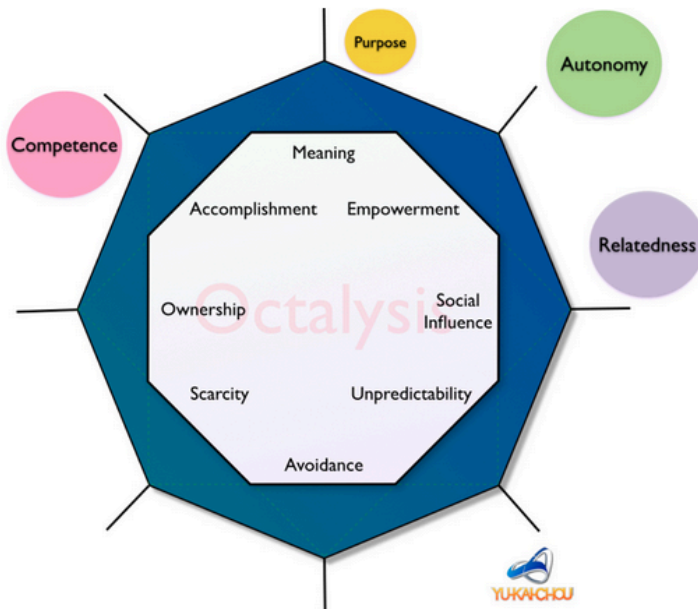 Purpose
Autonomy
Competence
Meaning
Accomplishment
Empowerment
Relatedness
Octalysis
Ownership
Social
Influence
Scarcity
Unpredictability
Avoidance
YU-KAI CHOU